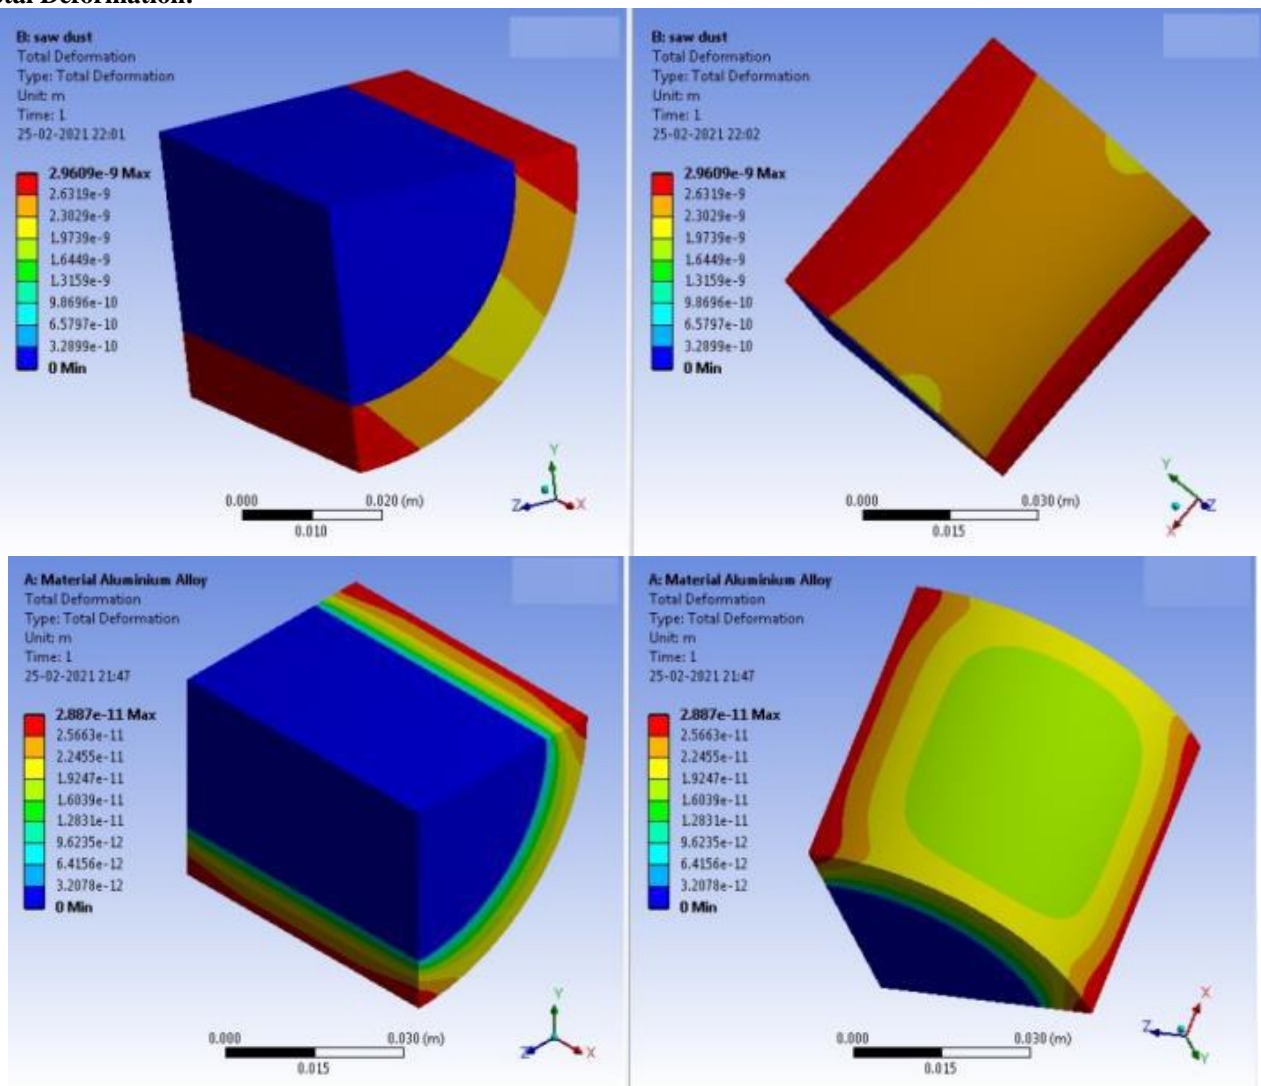 tal Deformation:
B: saw dust
Total Deformation
Type: Total Deformation
Unit: m
Time: 1
25-02-2021 22:01
2.9609e-9 Max
2.6319e-9
2.3029e-9
1.9739e-9
1.6449e-9
1.3159e-9
9.8696e-10
6.5797e-10
3.2899e-10
0 Min
Y
Z
X
0.000
0.020 (m)
0.010
B: saw dust
Total Deformation
Type: Total Deformation
Unit: m
Time: 1
25-02-2021 22:02
2.9609e-9 Max
2.6319e-9
2.3029e-9
1.9739e-9
1.6449e-9
1.3159e-9
9.8696e-10
6.5797e-10
3.2899e-10
0 Min
Y
Z
X
0.000
0.030 (m)
0.015
A: Material Aluminium Alloy
Total Deformation
Type: Total Deformation
Unit: m
Time: 1
25-02-2021 21:47
2.887e-11 Max
2.5663e-11
2.2455e-11
1.9247e-11
1.6039e-11
1.2831e-11
9.6235e-12
6.4156e-12
3.2078e-12
0 Min
Y
Z
X
0.000
0.030 (m)
0.015
A: Material Aluminium Alloy
Total Deformation
Type: Total Deformation
Unit: m
Time: 1
25-02-2021 21:47
2.887e-11 Max
2.5663e-11
2.2455e-11
1.9247e-11
1.6039e-11
1.2831e-11
9.6235e-12
6.4156e-12
3.2078e-12
0 Min
X
Z
Y
0.000
0.030 (m)
0.015